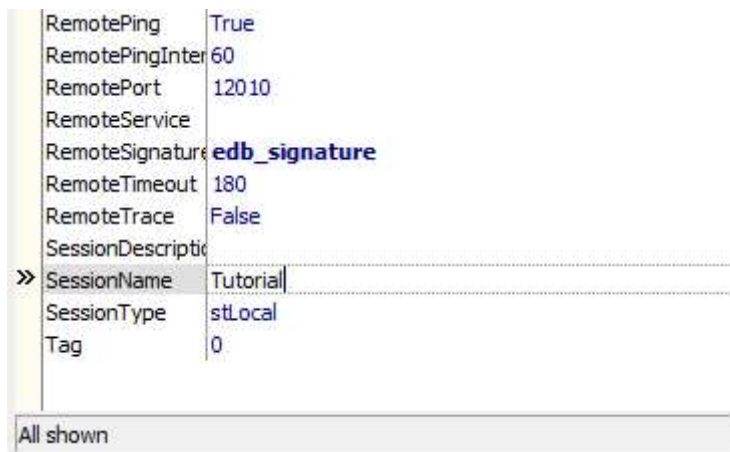 RemotePing True
RemotePingInter 60
RemotePort 12010
RemoteService
RemoteSignature edb_signature
RemoteTimeout 180
RemoteTrace False
SessionDescriptio
» SessionName Tutorial
SessionType stLocal
Tag 0
All shown